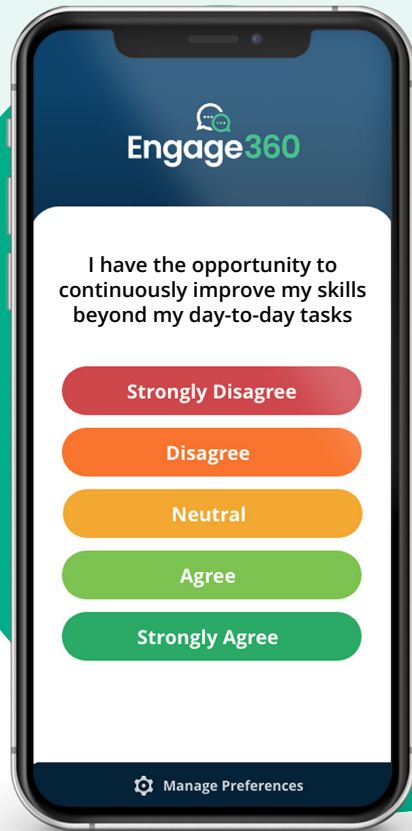 Engage360
I have the opportunity to
continuously improve my skills
beyond my day-to-day tasks
Strongly Disagree
Disagree
Neutral
Agree
Strongly Agree
Manage Preferences